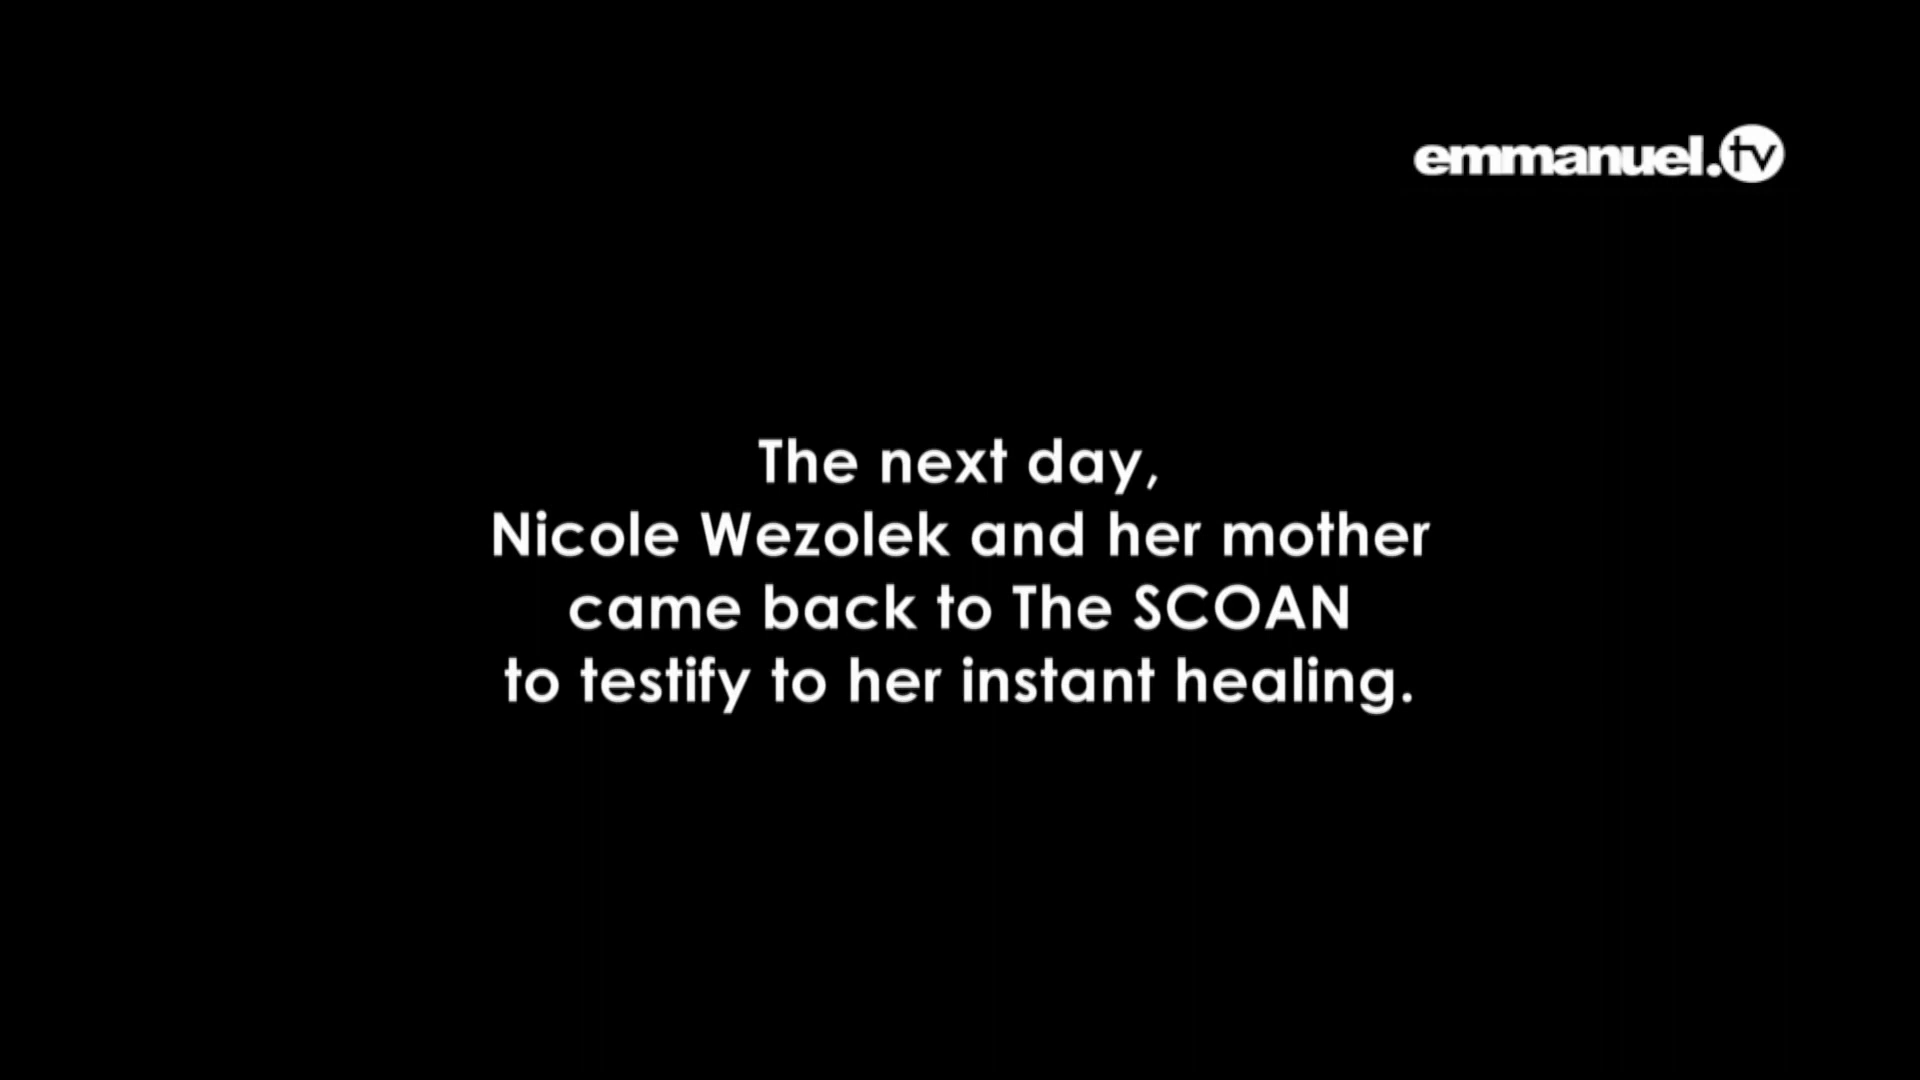 emmanuel.tv
The next day,
Nicole Wezolek and her mother
came back to The SCOAN
to testify to her instant healing.